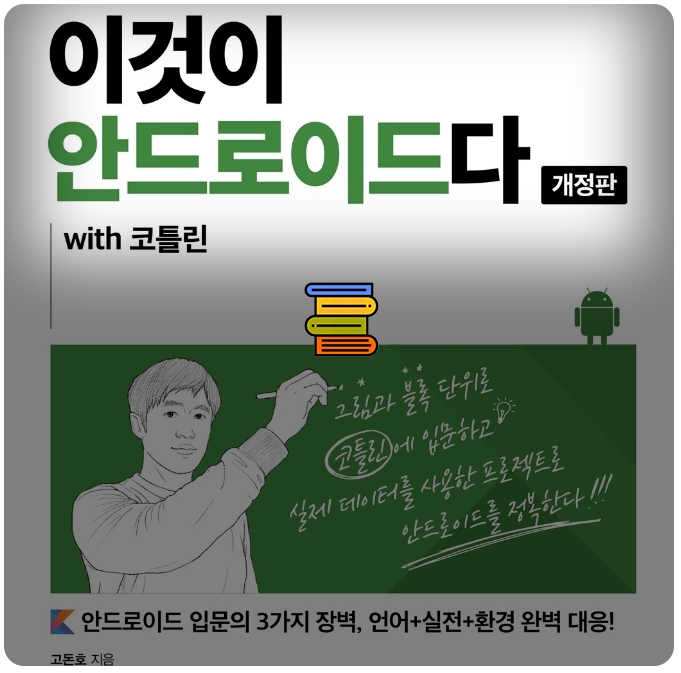 이것이
안드로이드다 개정판
with 코틀린
그림과 블록 단위로
코틀린에 입문하고
실제 데이터를 사용한 프로젝트로
안드로이드를 정복한다!!!
안드로이드 입문의 3가지 장벽, 언어+실전+환경 완벽 대응!
고돈호 지음